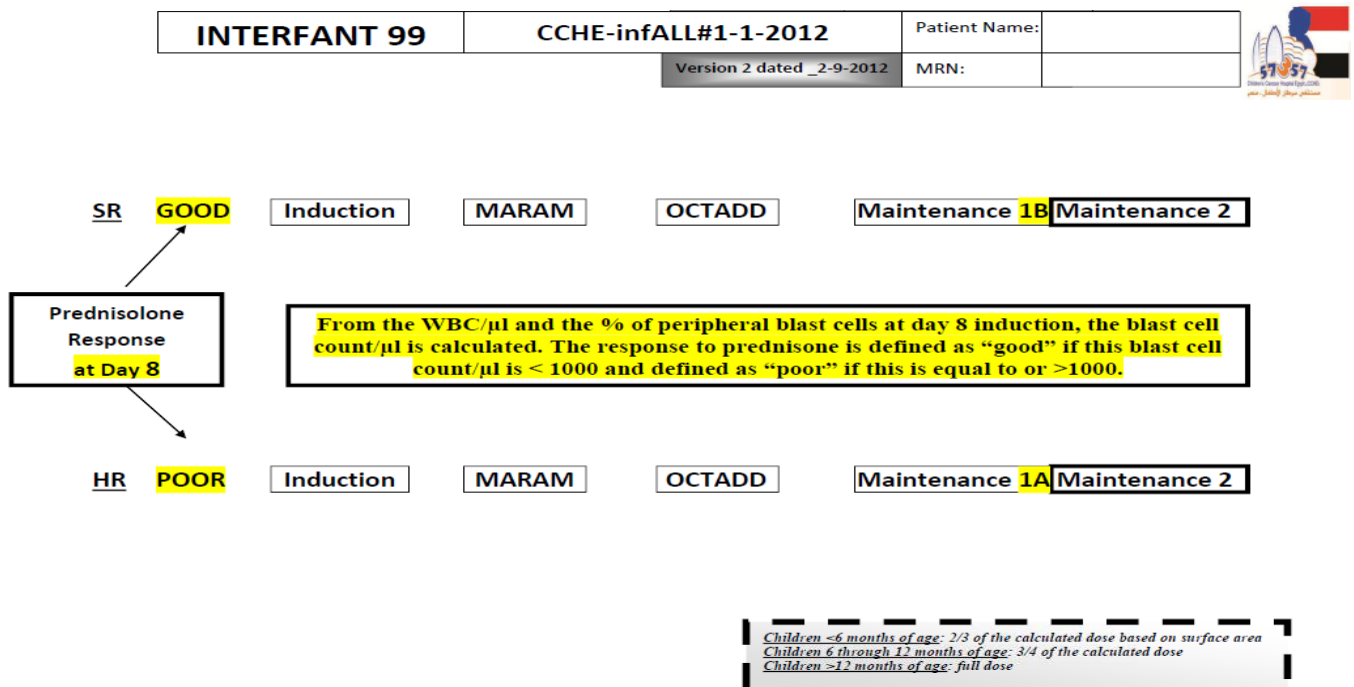 INTERFANT 99
CCHE-infALL#1-1-2012
Patient Name:
Version 2 dated _2-9-2012
MRN:
57 57
SR GOOD Induction MARAM OCTADD Maintenance 1B Maintenance 2
Prednisolone
Response
at Day 8
From the WBC/µl and the % of peripheral blast cells at day 8 induction, the blast cell
count/µl is calculated. The response to prednisone is defined as “good” if this blast cell
count/µl is < 1000 and defined as “poor” if this is equal to or >1000.
HR POOR Induction MARAM OCTADD Maintenance 1A Maintenance 2
Children <6 months of age: 2/3 of the calculated dose based on surface area
Children 6 through 12 months of age: 3/4 of the calculated dose
Children >12 months of age: full dose